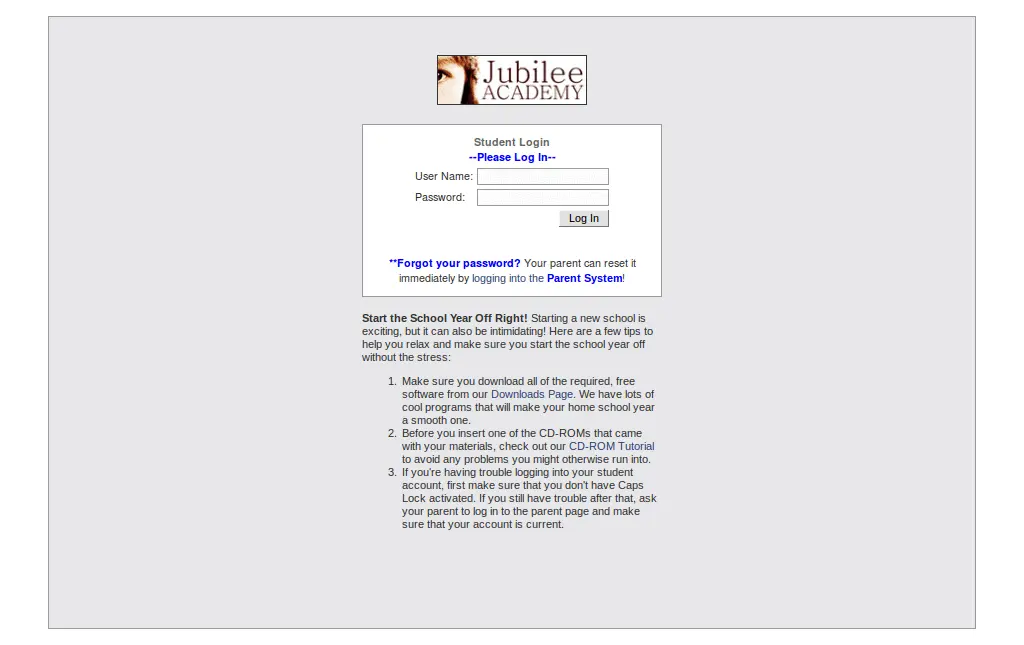 Jubilee
ACADEMY
Student Login
--Please Log In--
User Name:
Password:
Log In
**Forgot your password? Your parent can reset it
immediately by logging into the Parent System!
Start the School Year Off Right! Starting a new school is
exciting, but it can also be intimidating! Here are a few tips to
help you relax and make sure you start the school year off
without the stress:
1. Make sure you download all of the required, free
software from our Downloads Page. We have lots of
cool programs that will make your home school year
a smooth one.
2. Before you insert one of the CD-ROMs that came
with your materials, check out our CD-ROM Tutorial
to avoid any problems you might otherwise run into.
3. If you're having trouble logging into your student
account, first make sure that you don't have Caps
Lock activated. If you still have trouble after that, ask
your parent to log in to the parent page and make
sure that your account is current.